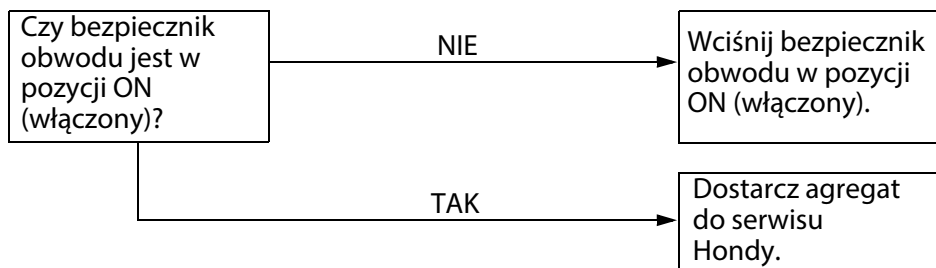 Czy bezpiecznik
obwodu jest w
pozycji ON
(włączony)?
NIE
Wciśnij bezpiecznik
obwodu w pozycji
ON (włączony).
TAK
Dostarcz agregat
do serwisu
Hondy.